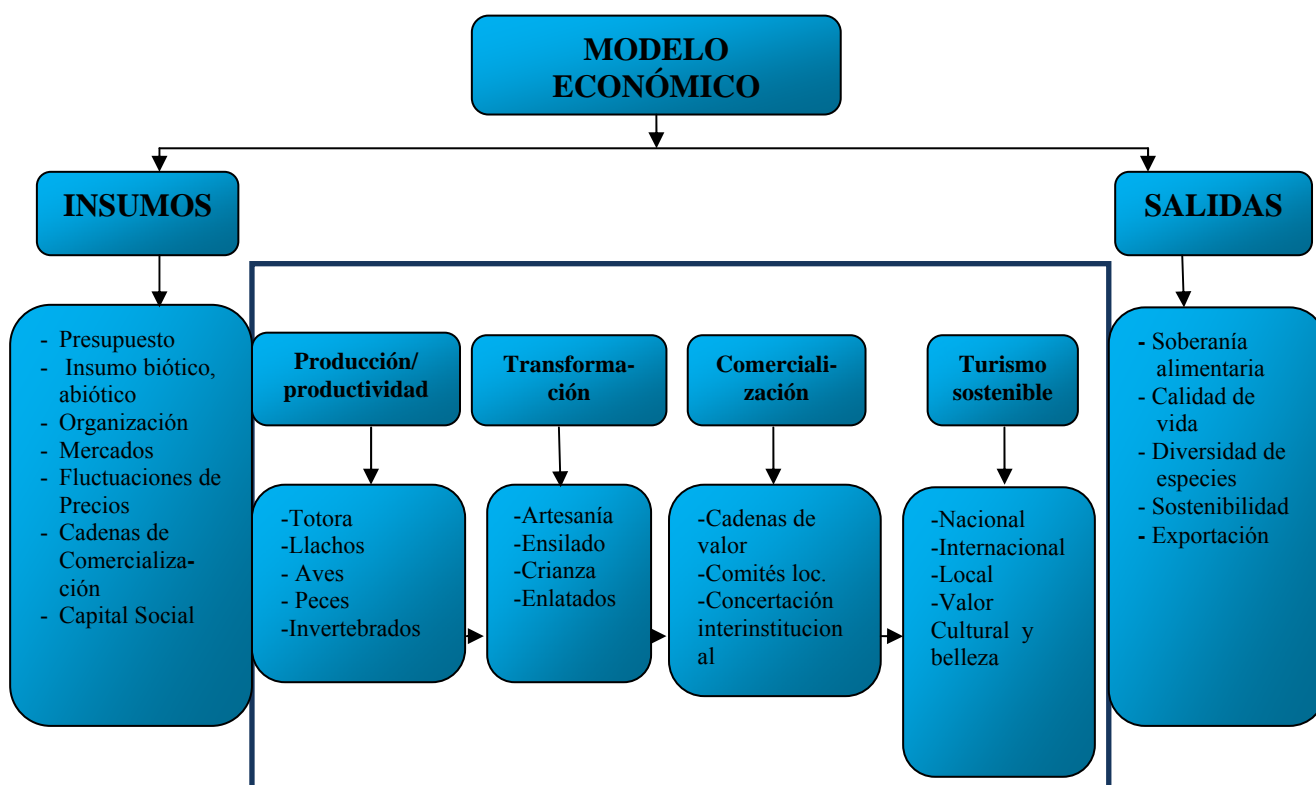 MODELO
ECONÓMICO
INSUMOS
SALIDAS
- Presupuesto
- Insumo biótico,
abiótico
- Organización
- Mercados
- Fluctuaciones de
Precios
- Cadenas de
Comercializa-
ción
- Capital Social
Producción/
productividad
-Totora
-Llachos
- Aves
- Peces
-Invertebrados
Transforma-
ción
-Artesanía
-Ensilado
-Crianza
-Enlatados
Comerciali-
zación
-Cadenas de
valor
-Comités loc.
-Concertación
interinstitucion
al
Turismo
sostenible
-Nacional
-Internacional
-Local
-Valor
Cultural y
belleza
- Soberanía
alimentaria
- Calidad de
vida
- Diversidad de
especies
- Sostenibilidad
- Exportación